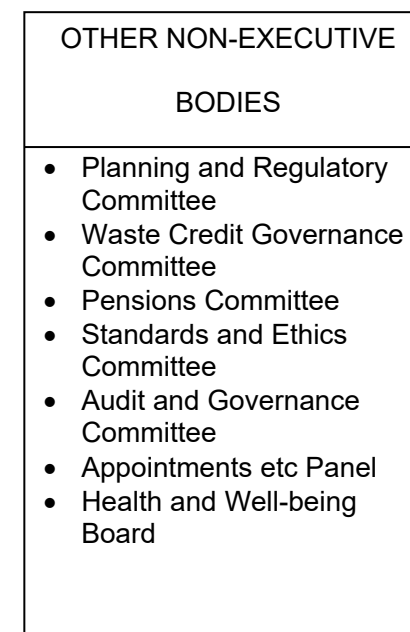 OTHER NON-EXECUTIVE
BODIES
• Planning and Regulatory
Committee
• Waste Credit Governance
Committee
• Pensions Committee
• Standards and Ethics
Committee
• Audit and Governance
Committee
• Appointments etc Panel
• Health and Well-being
Board